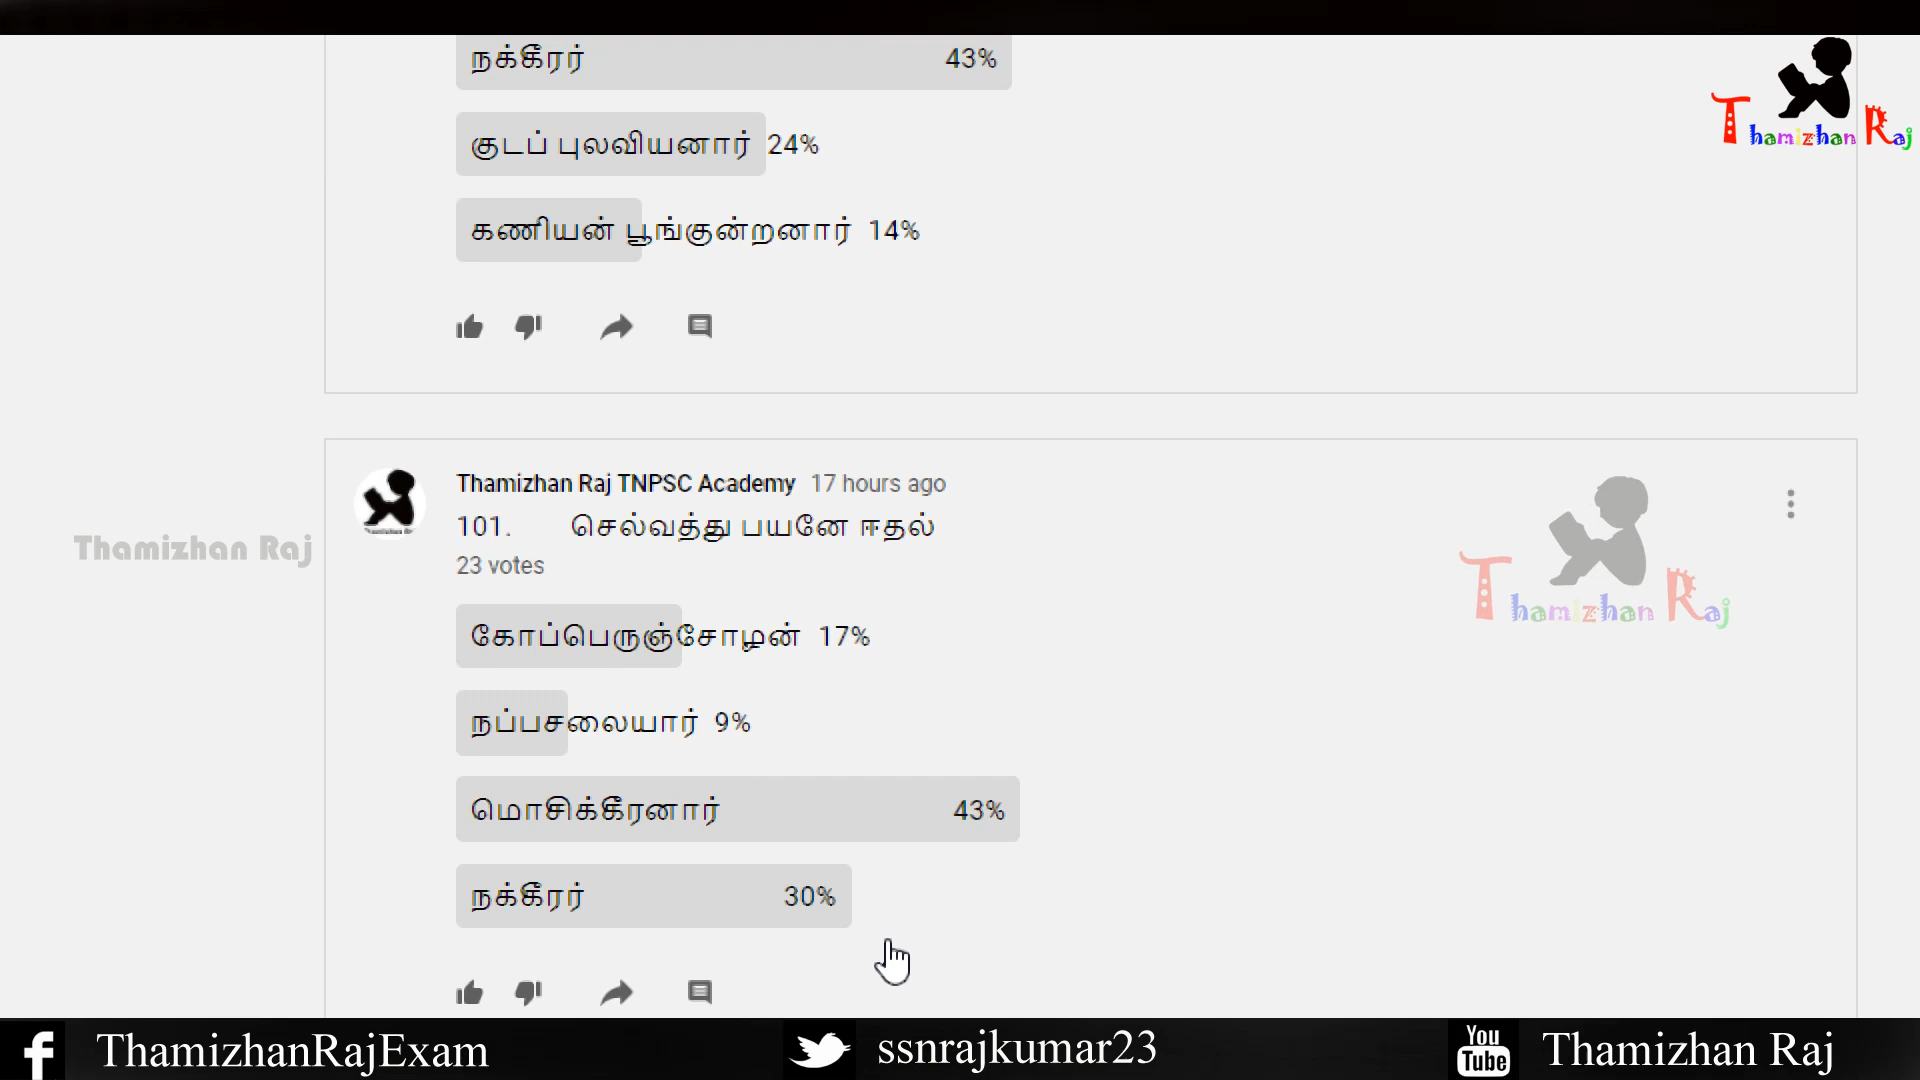 நக்கீரர் 43%
Thamizhan Raj
குடப் புலவியனார் 24%
கணியன் பூங்குன்றனார் 14%
Thamizhan Raj TNPSC Academy 17 hours ago
101. செல்வத்து பயனே ஈதல்
Thamizhan Raj
Thamizhan Raj
23 votes
கோப்பெருஞ்சோழன் 17%
நப்பசலையார் 9%
மொசிக்கீரனார் 43%
நக்கீரர் 30%
ThamizhanRajExam ssnrajkumar23 You Tube Thamizhan Raj